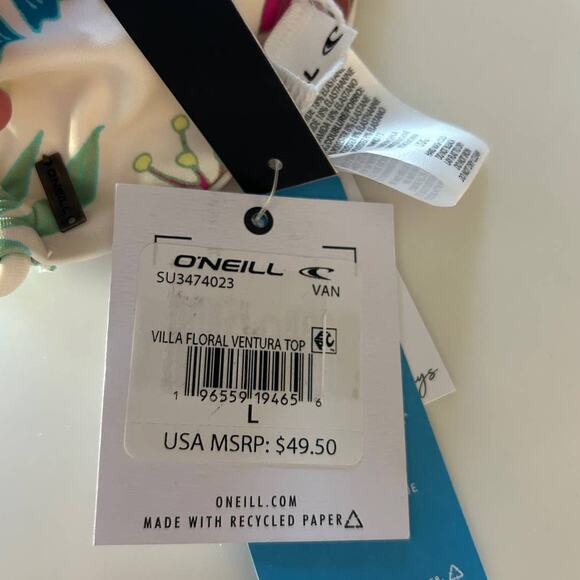 O'NEILL
L
O'NEILL
SU3474023
VAN
VILLA FLORAL VENTURA TOP
1 96559 19465 6
L
USA MSRP: $49.50
ONEILL.COM
MADE WITH RECYCLED PAPER